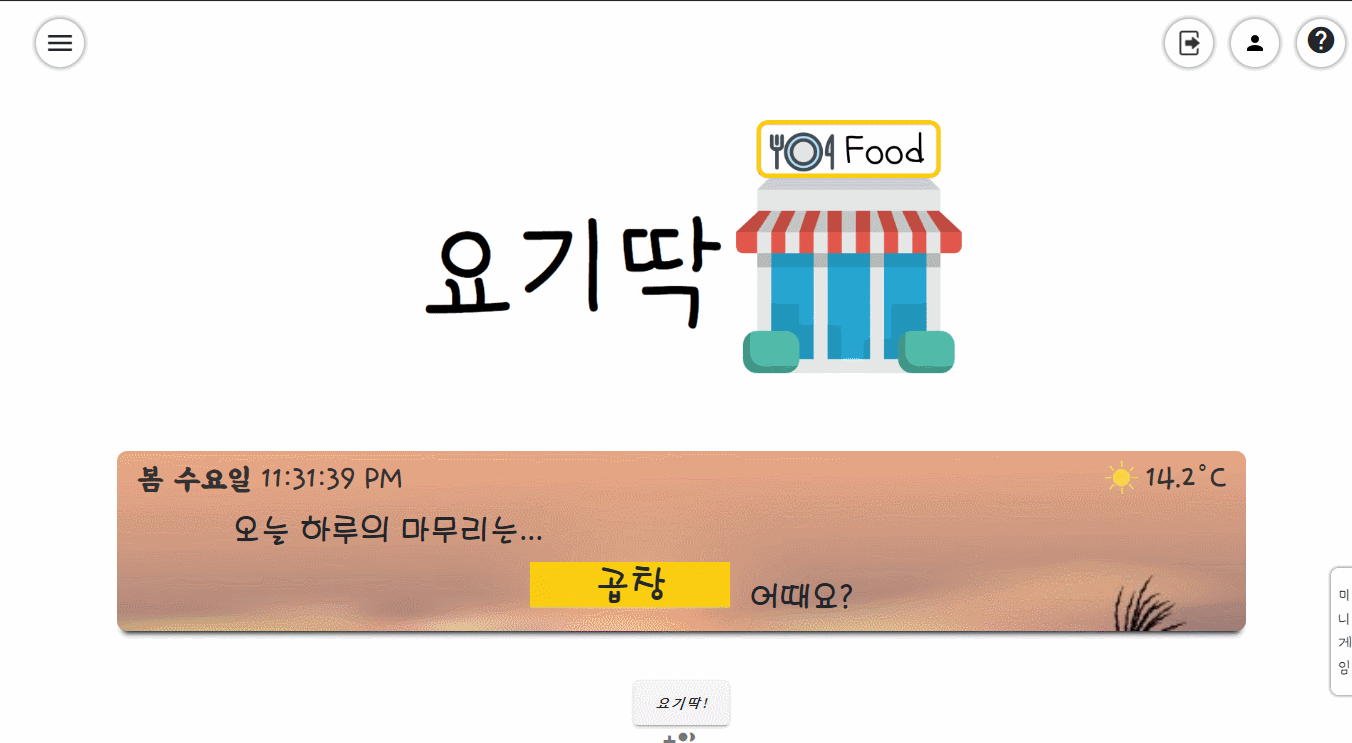 Food
요기딱
봄 수요일 11:31:39 PM
14.2°C
오늘 하루의 마무리는...
곱창 어때요?
미
니
게
임
요기딱!